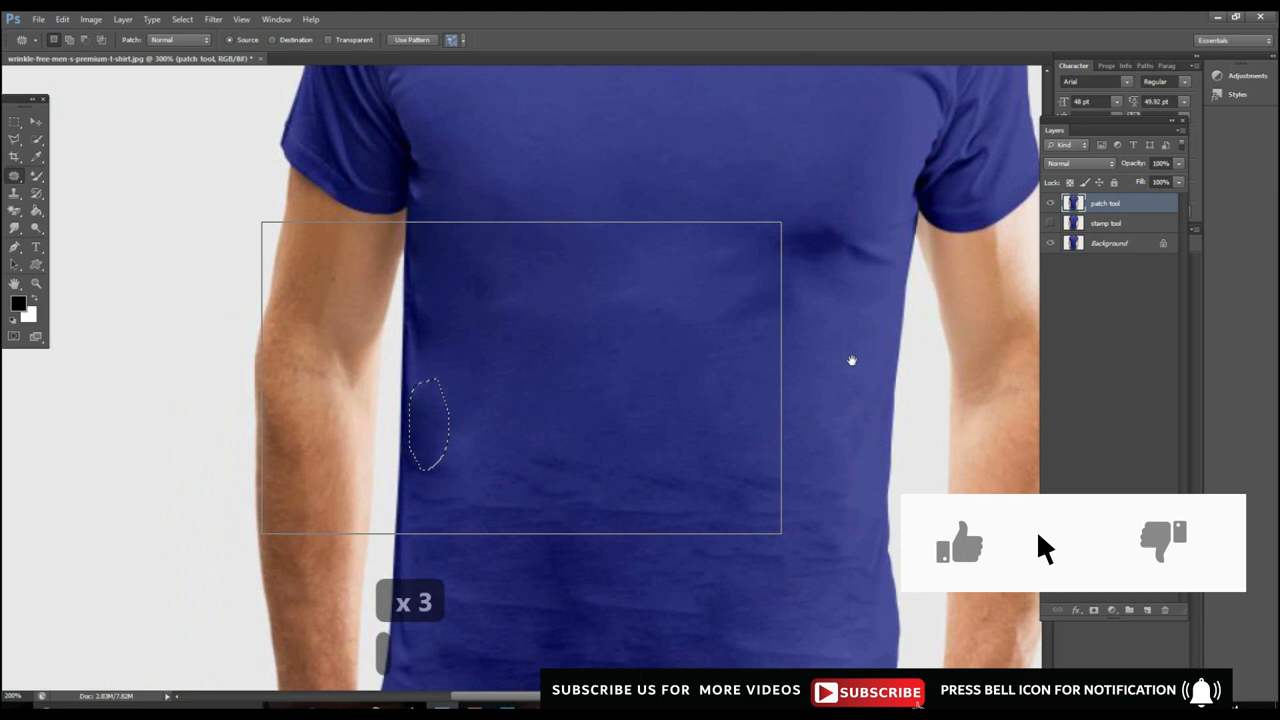 Ps File Edit Image Layer Type Select Filter View Window Help
Patch: Normal Source Destination Transparent Use Pattern Essentials
wrinkle-free-men-s-premium-t-shirt.jpg @ 300% (patch tool, RGB/8#) * ×
Character Prope Info Paths Parag
Adjustments
Arial Regular
Styles
48 pt 49.92 pt
Layers
Kind
Normal Opacity: 100%
Lock: Fill: 100%
patch tool
stamp tool
Background
x 3
200% Doc: 2.83M/7.82M
SUBSCRIBE US FOR MORE VIDEOS SUBSCRIBE PRESS BELL ICON FOR NOTIFICATION